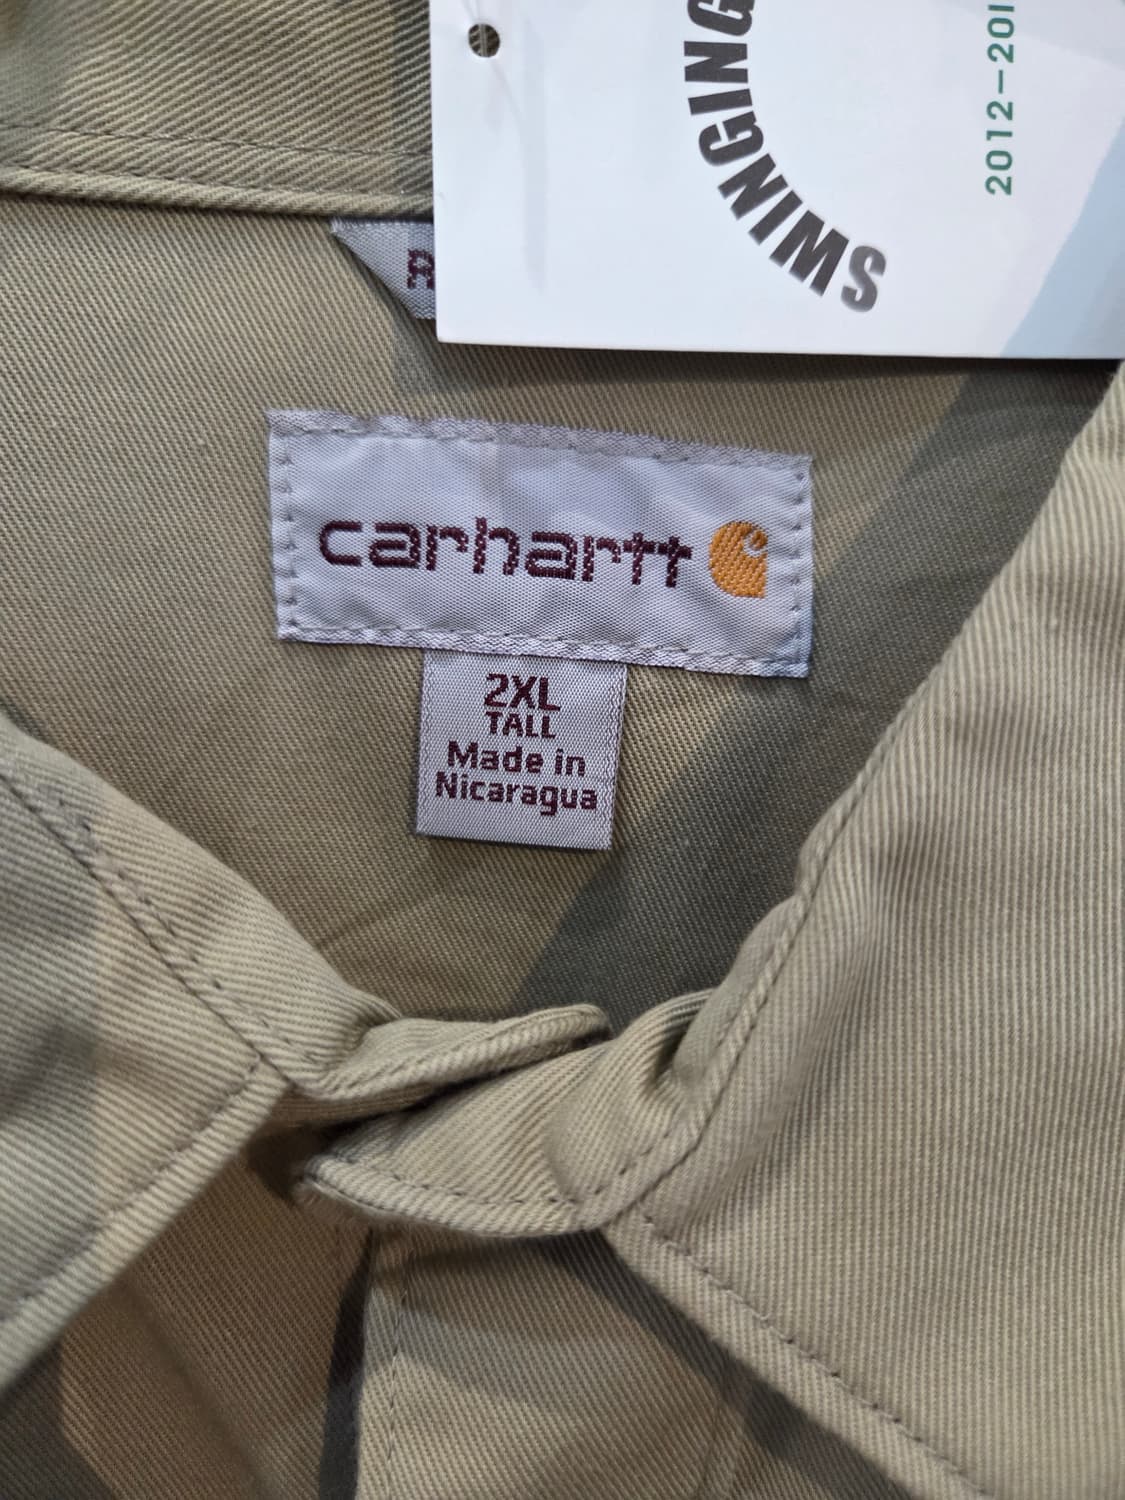 SWINGING
2012–201
R
carhartt
2XL
TALL
Made in
Nicaragua